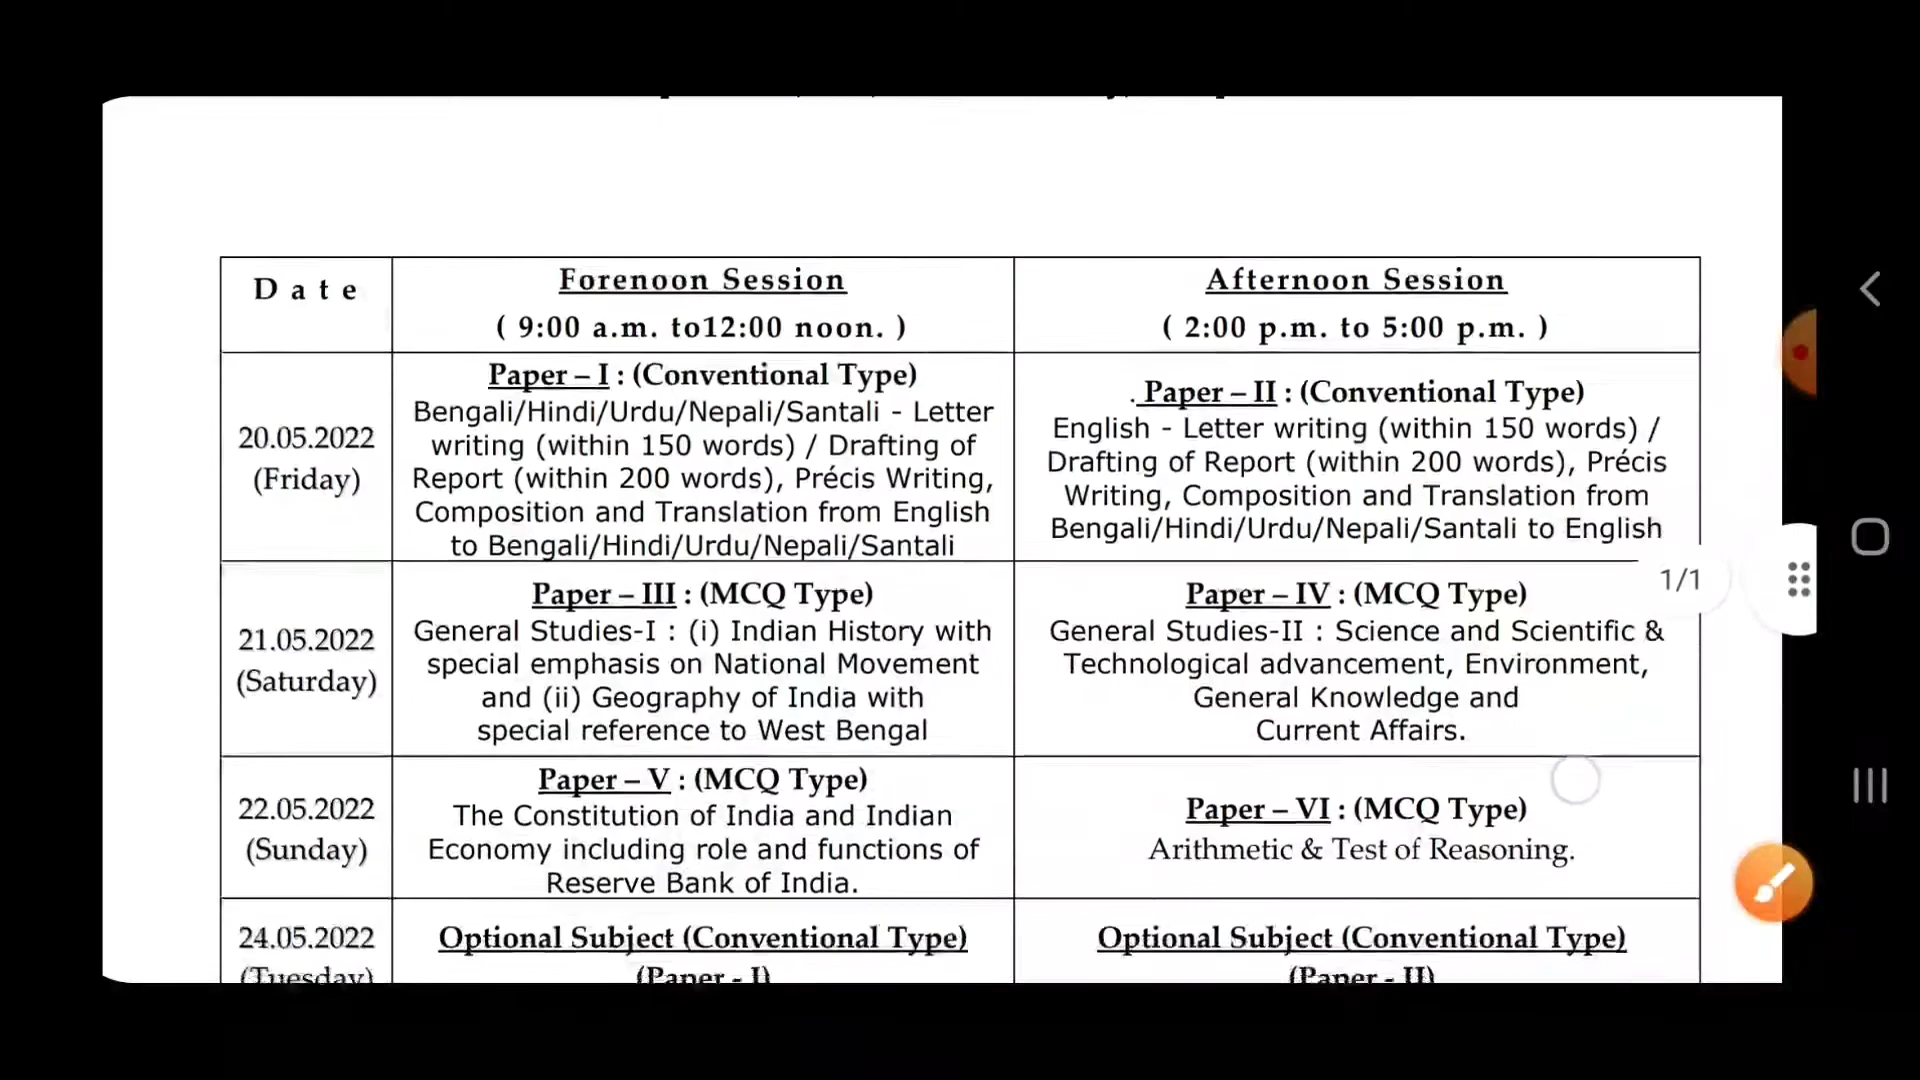 D a t e
Forenoon Session
( 9:00 a.m. to12:00 noon. )
Afternoon Session
( 2:00 p.m. to 5:00 p.m. )
20.05.2022
(Friday)
Paper – I : (Conventional Type)
Bengali/Hindi/Urdu/Nepali/Santali - Letter
writing (within 150 words) / Drafting of
Report (within 200 words), Précis Writing,
Composition and Translation from English
to Bengali/Hindi/Urdu/Nepali/Santali
. Paper – II : (Conventional Type)
English - Letter writing (within 150 words) /
Drafting of Report (within 200 words), Précis
Writing, Composition and Translation from
Bengali/Hindi/Urdu/Nepali/Santali to English
1/1
21.05.2022
(Saturday)
Paper – III : (MCQ Type)
General Studies-I : (i) Indian History with
special emphasis on National Movement
and (ii) Geography of India with
special reference to West Bengal
Paper – IV : (MCQ Type)
General Studies-II : Science and Scientific &
Technological advancement, Environment,
General Knowledge and
Current Affairs.
22.05.2022
(Sunday)
Paper – V : (MCQ Type)
The Constitution of India and Indian
Economy including role and functions of
Reserve Bank of India.
Paper – VI : (MCQ Type)
Arithmetic & Test of Reasoning.
24.05.2022
(Tuesday)
Optional Subject (Conventional Type)
(Paper - I)
Optional Subject (Conventional Type)
(Paper - II)